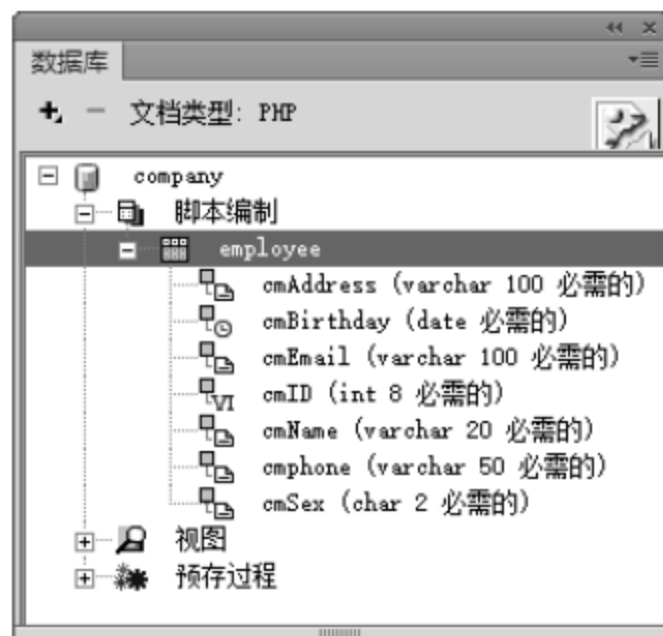 数据库
文档类型: PHP
company
脚本编制
employee
cmAddress (varchar 100 必需的)
cmBirthday (date 必需的)
cmEmail (varchar 100 必需的)
cmID (int 8 必需的)
cmName (varchar 20 必需的)
cmphone (varchar 50 必需的)
cmSex (char 2 必需的)
视图
预存过程